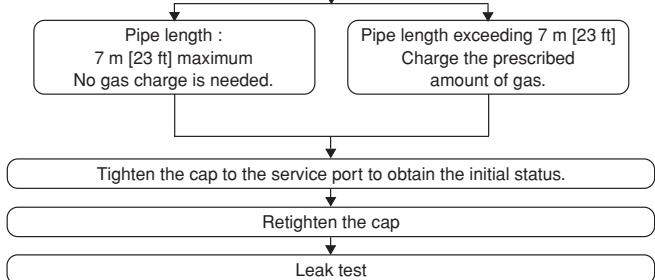 Pipe length :
7 m [23 ft] maximum
No gas charge is needed.
Pipe length exceeding 7 m [23 ft]
Charge the prescribed
amount of gas.
Tighten the cap to the service port to obtain the initial status.
Retighten the cap
Leak test